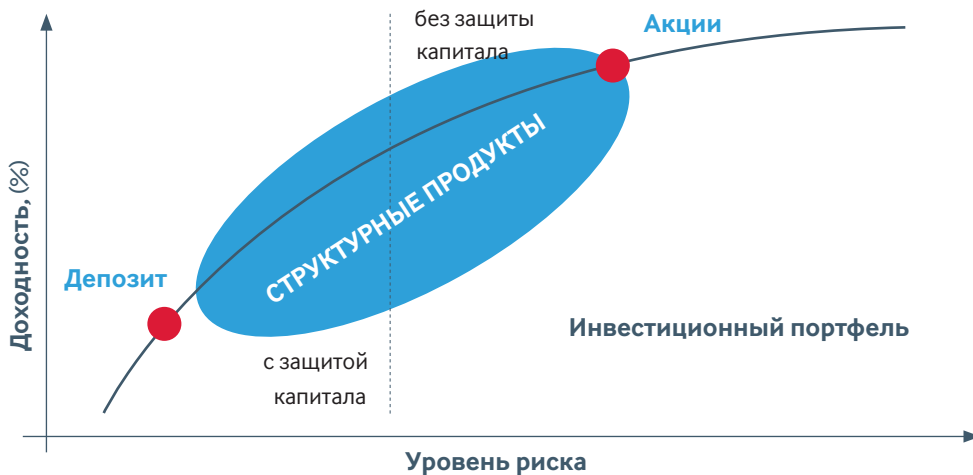 без защиты
капитала
Акции
Доходность, (%)
СТРУКТУРНЫЕ ПРОДУКТЫ
Депозит
Инвестиционный портфель
с защитой
капитала
Уровень риска